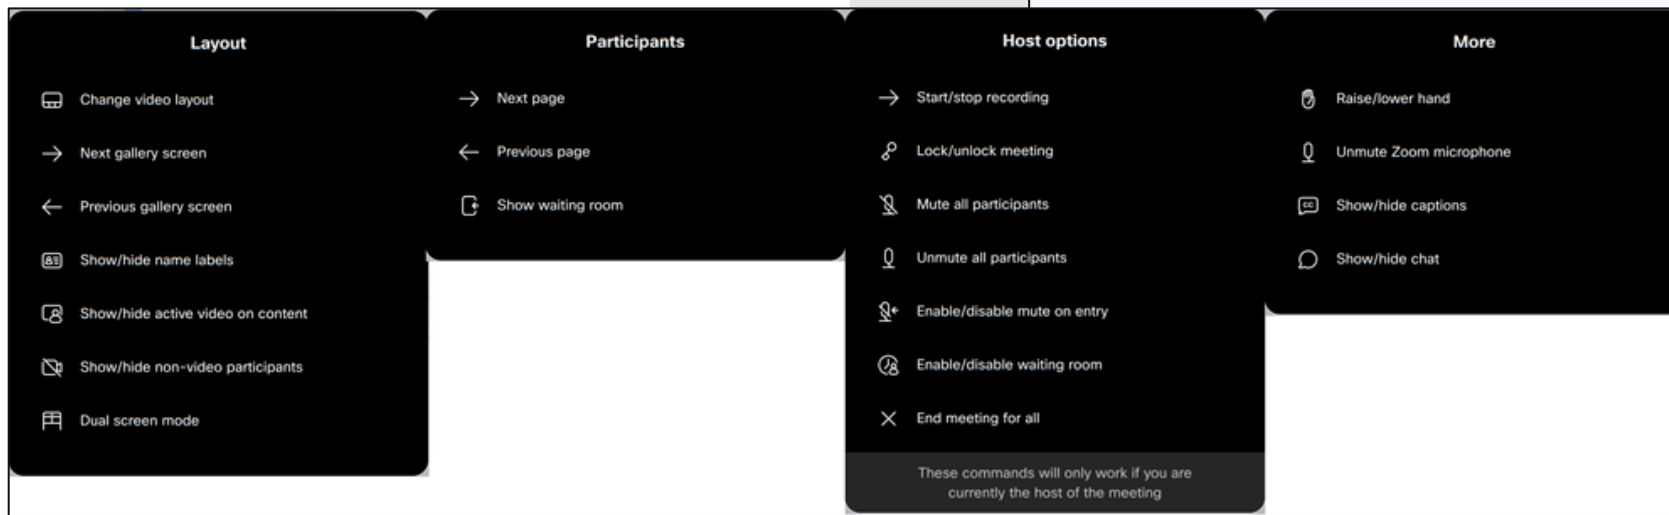 Layout
Change video layout
Next gallery screen
Previous gallery screen
Show/hide name labels
Show/hide active video on content
Show/hide non-video participants
Dual screen mode
Participants
Next page
Previous page
Show waiting room
Host options
Start/stop recording
Lock/unlock meeting
Mute all participants
Unmute all participants
Enable/disable mute on entry
Enable/disable waiting room
End meeting for all
These commands will only work if you are
currently the host of the meeting
More
Raise/lower hand
Unmute Zoom microphone
CC
Show/hide captions
Show/hide chat